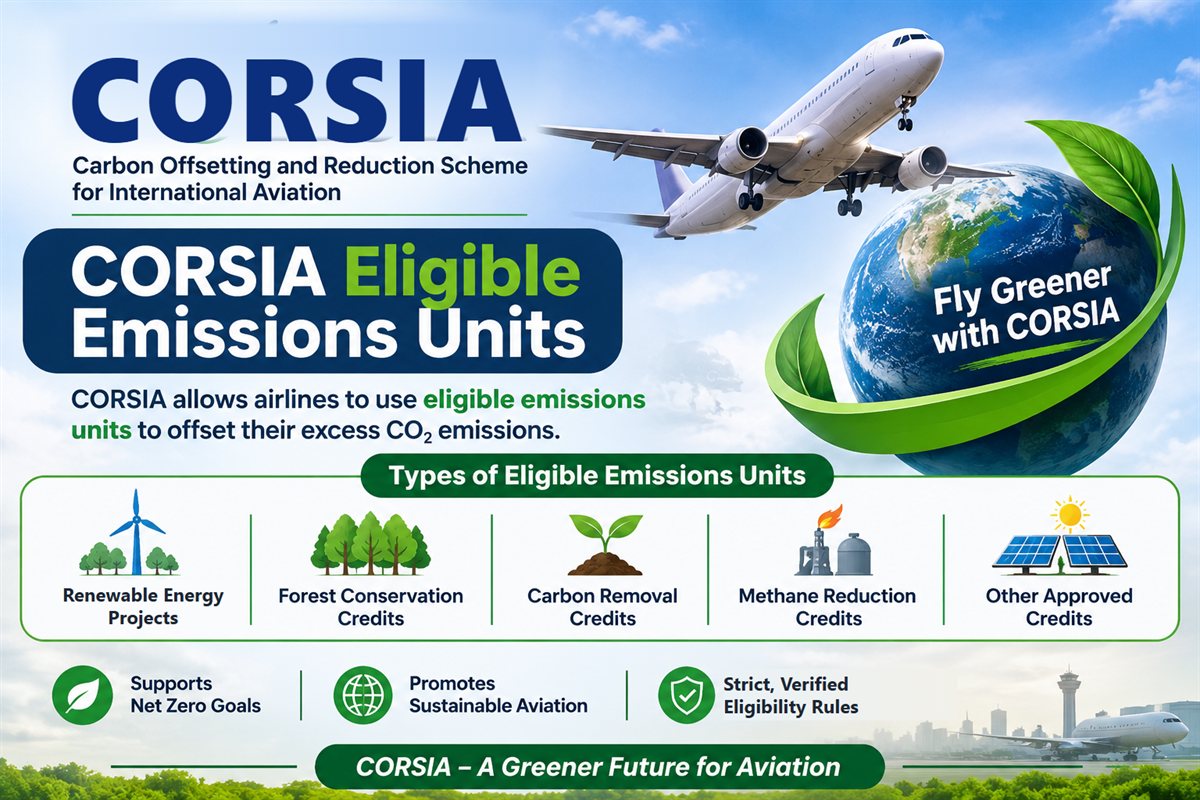 CORSIA
Carbon Offsetting and Reduction Scheme
for International Aviation
CORSIA Eligible
Emissions Units
CORSIA allows airlines to use eligible emissions
units to offset their excess CO₂ emissions.
Fly Greener
with CORSIA
Types of Eligible Emissions Units
Renewable Energy
Projects
Forest Conservation
Credits
Carbon Removal
Credits
Methane Reduction
Credits
Other Approved
Credits
Supports
Net Zero Goals
Promotes
Sustainable Aviation
Strict, Verified
Eligibility Rules
CORSIA – A Greener Future for Aviation